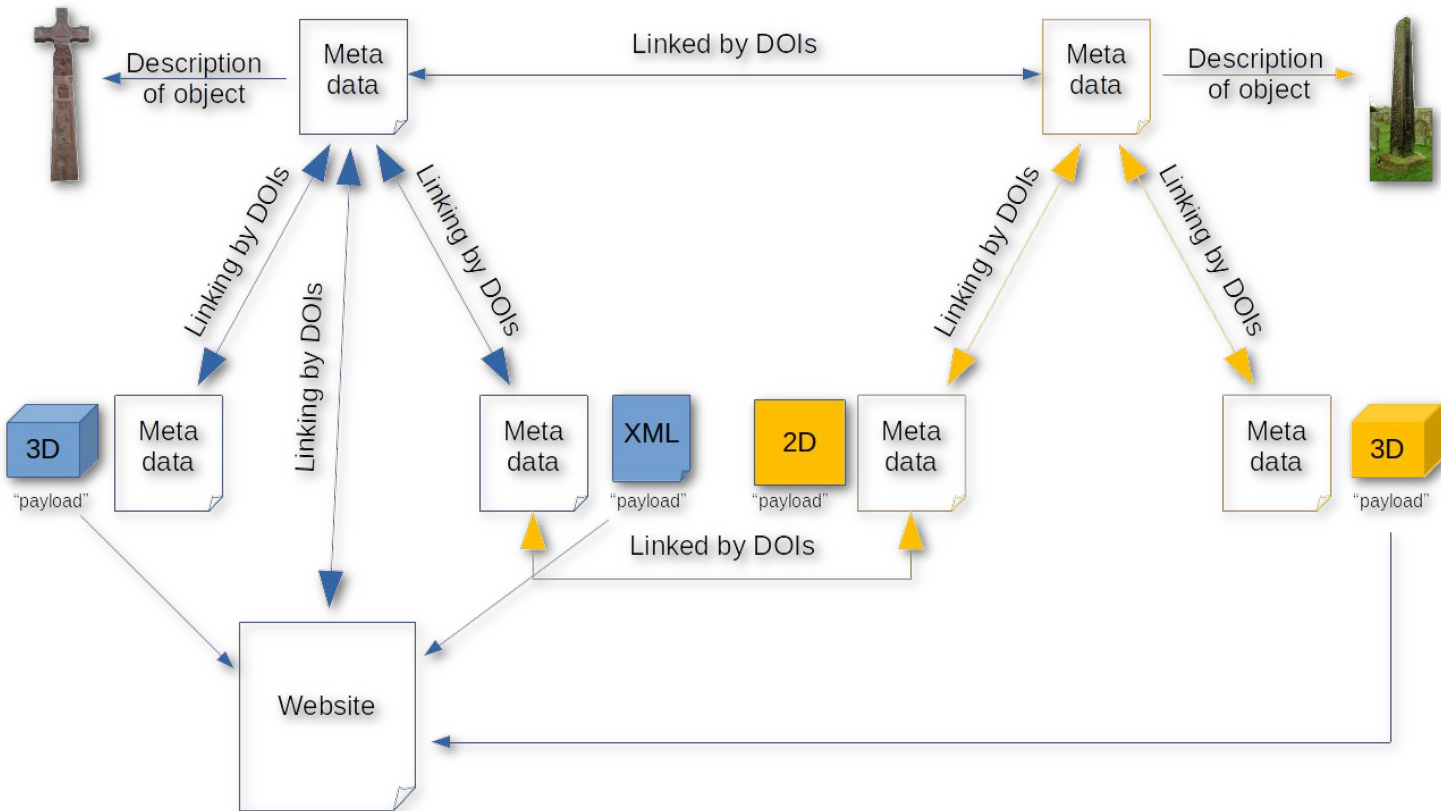 Meta
data
Linked by DOIs
Meta
data
Description
of object
Description
of object
Linking by DOIs
Linking by DOIs
Linking by DOIs
Linking by DOIs
Linking by DOIs
3D
"payload"
Meta
data
Meta
data
XML
“payload”
2D
“payload”
Meta
data
Meta
data
3D
“payload”
Linked by DOIs
Website